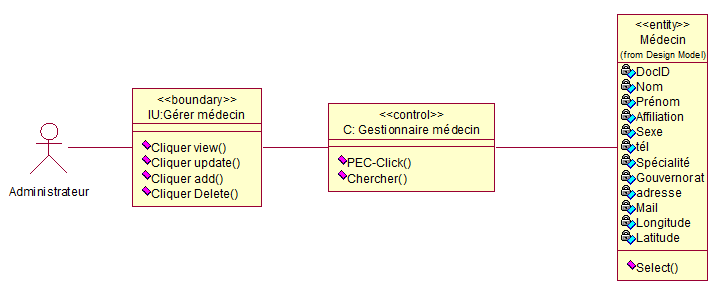 Administrateur
<<boundary>>
IU:Gérer médecin
Cliquer view()
Cliquer update()
Cliquer add()
Cliquer Delete()
<<control>>
C: Gestionnaire médecin
PEC-Click()
Chercher()
<<entity>>
Médecin
(from Design Model)
DocID
Nom
Prénom
Affiliation
Sexe
tél
Spécialité
Gouvernorat
adresse
Mail
Longitude
Latitude
Select()